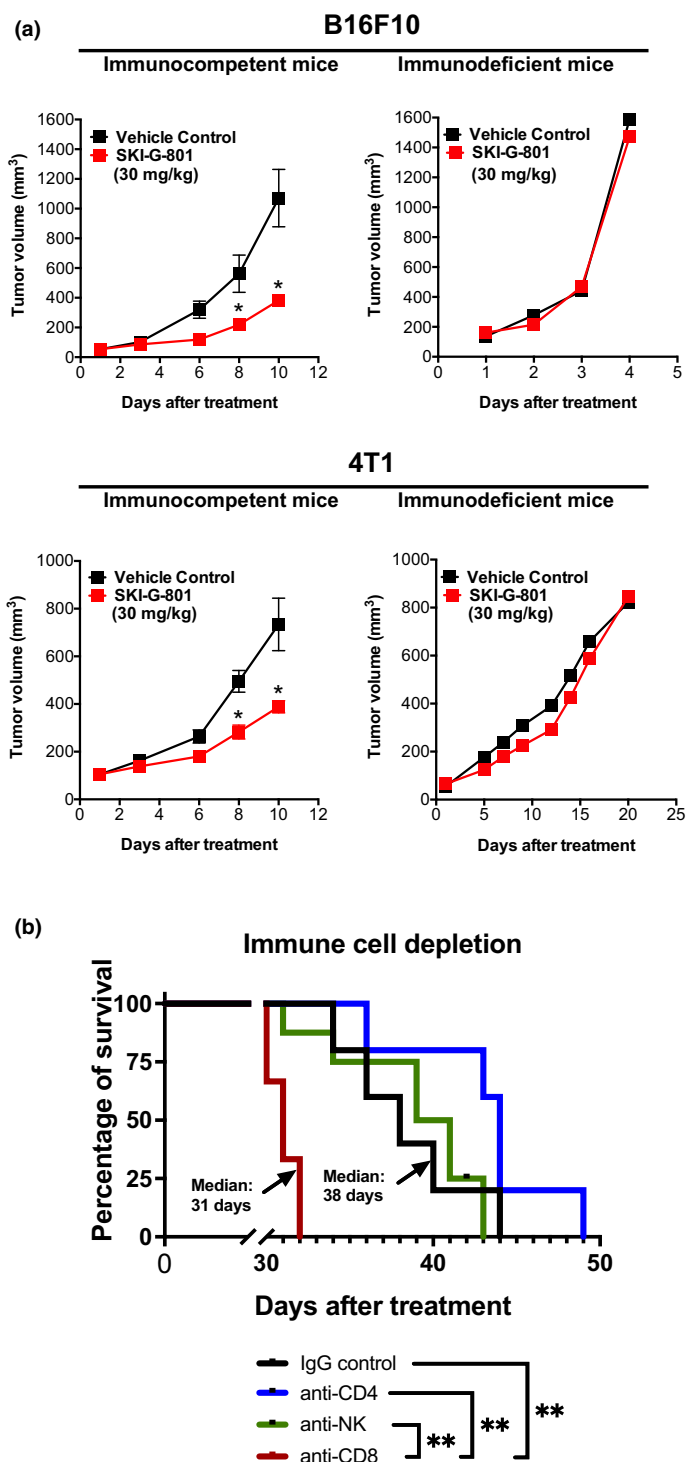 (a)
B16F10
Immunocompetent mice
Immunodeficient mice
Tumor volume (mm³)
1600
1400
1200
1000
800
600
400
200
0
Vehicle Control
SKI-G-801
(30 mg/kg)
*
*
0 2 4 6 8 10 12
Days after treatment
Tumor volume (mm³)
1600
1400
1200
1000
800
600
400
200
0
Vehicle Control
SKI-G-801
(30 mg/kg)
0 1 2 3 4 5
Days after treatment
4T1
Immunocompetent mice
Immunodeficient mice
Tumor volume (mm³)
1000
800
600
400
200
0
Vehicle Control
SKI-G-801
(30 mg/kg)
*
*
0 2 4 6 8 10 12
Days after treatment
Tumor volume (mm³)
1000
800
600
400
200
0
Vehicle Control
SKI-G-801
(30 mg/kg)
0 5 10 15 20 25
Days after treatment
(b)
Immune cell depletion
Percentage of survival
100
75
50
25
0
Median:
31 days
Median:
38 days
0 30 40 50
Days after treatment
IgG control
anti-CD4
anti-NK
anti-CD8
**
**
**